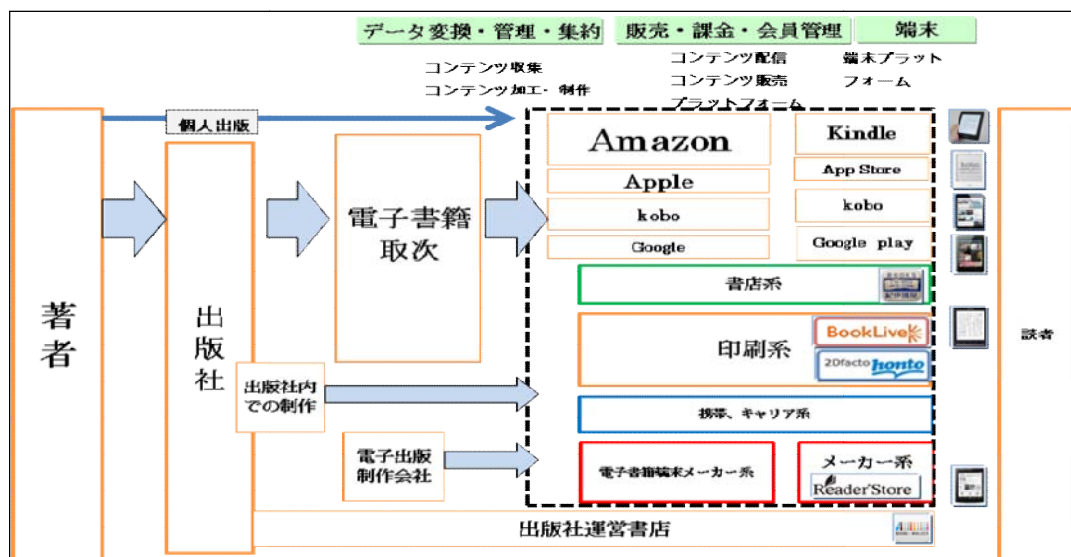 データ変換・管理・集約
販売・課金・会員管理
端末
コンテンツ収集
コンテンツ加工・制作
コンテンツ配信
コンテンツ販売
プラットフォーム
端末プラット
フォーム
個人出版
著者
出版社
電子書籍
取次
出版社内
での制作
電子出版
制作会社
Amazon
Kindle
Apple
App Store
kobo
kobo
Google
Google play
書店系
印刷系
BookLive
2Dfacto honto
携帯、キャリア系
電子書籍端末メーカー系
メーカー系
Reader Store
出版社運営書店
読者